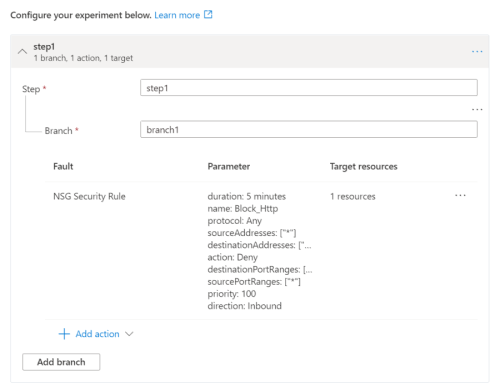 Configure your experiment below. Learn more
step1
1 branch, 1 action, 1 target
Step *
step1
Branch *
branch1
Fault Parameter Target resources
NSG Security Rule duration: 5 minutes 1 resources
name: Block_Http
protocol: Any
sourceAddresses: ["*"]
destinationAddresses: ["...
action: Deny
destinationPortRanges: [...
sourcePortRanges: ["*"]
priority: 100
direction: Inbound
Add action
Add branch